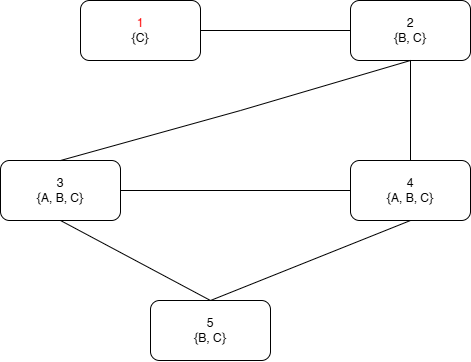 1
{C}
2
{B, C}
3
{A, B, C}
4
{A, B, C}
5
{B, C}